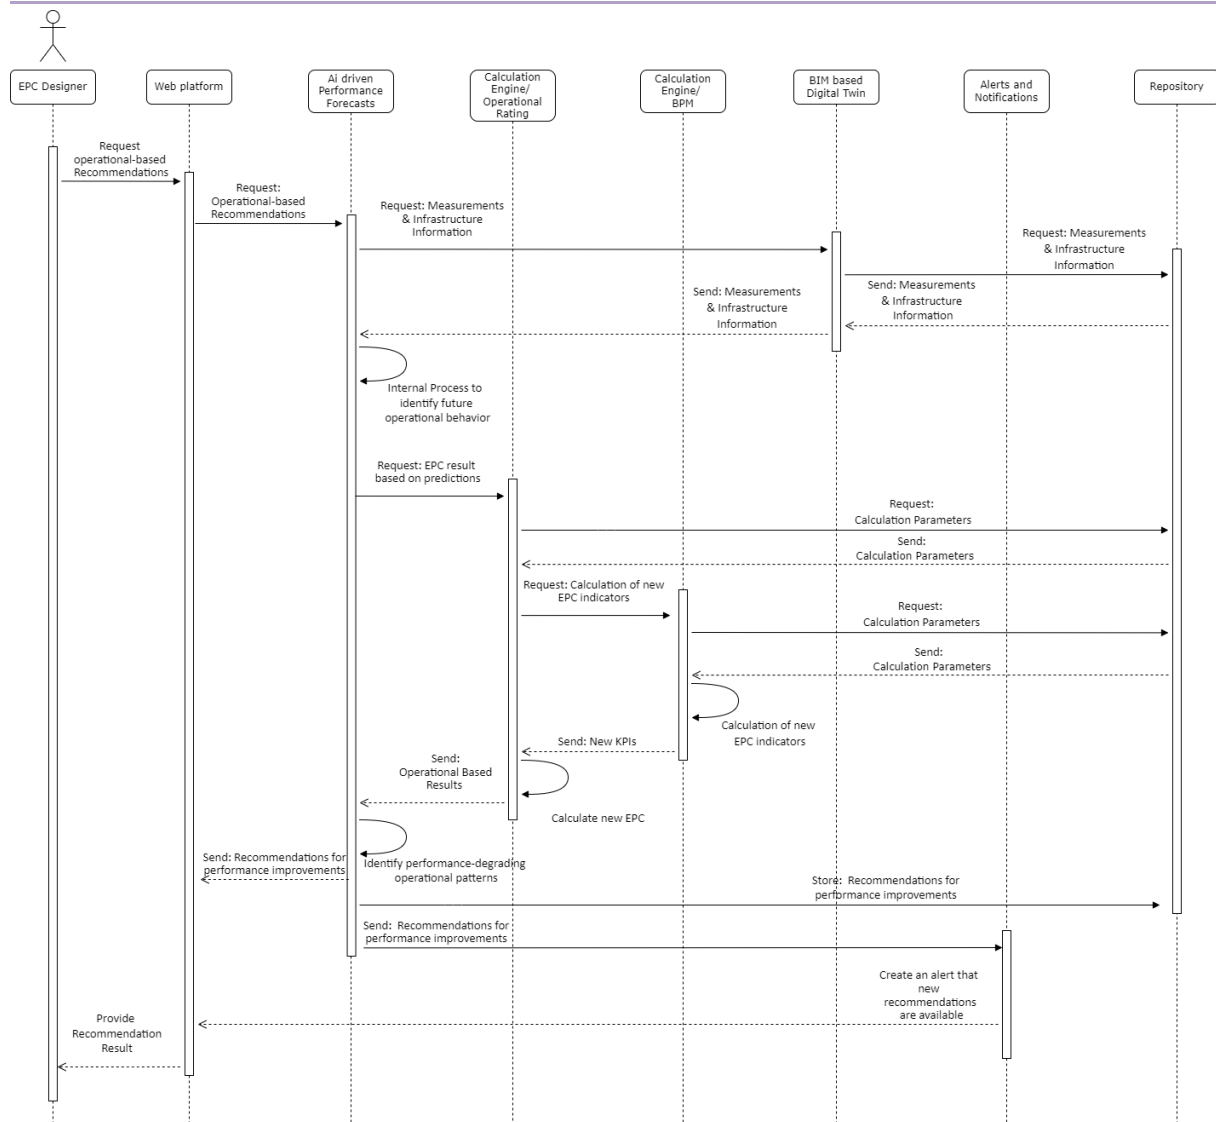 EPC Designer
Web platform
Ai driven
Performance
Forecasts
Calculation
Engine/
Operational
Rating
Calculation
Engine/
BPM
BIM based
Digital Twin
Alerts and
Notifications
Repository
Request
operational-based
Recommendations
Request:
Operational-based
Recommendations
Request: Measurements
& Infrastructure
Information
Request: Measurements
& Infrastructure
Information
Send: Measurements
& Infrastructure
Information
Send: Measurements
& Infrastructure
Information
Internal Process to
identify future
operational behavior
Request: EPC result
based on predictions
Request:
Calculation Parameters
Send:
Calculation Parameters
Request: Calculation of new
EPC indicators
Request:
Calculation Parameters
Send:
Calculation Parameters
Calculation of new
EPC indicators
Send: New KPIs
Send:
Operational Based
Results
Calculate new EPC
Send: Recommendations for
performance improvements
Identify performance-degrading
operational patterns
Store:  Recommendations for
performance improvements
Send:  Recommendations for
performance improvements
Create an alert that
new
recommendations
are available
Provide
Recommendation
Result